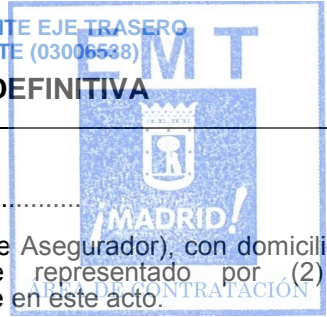 TE EJE TRASERO
TE (03006538)
DEFINITIVA
EMT
¡MADRID!
e Asegurador), con domicili
e representado por (2)
e en este acto.
ÁREA DE CONTRATACIÓN